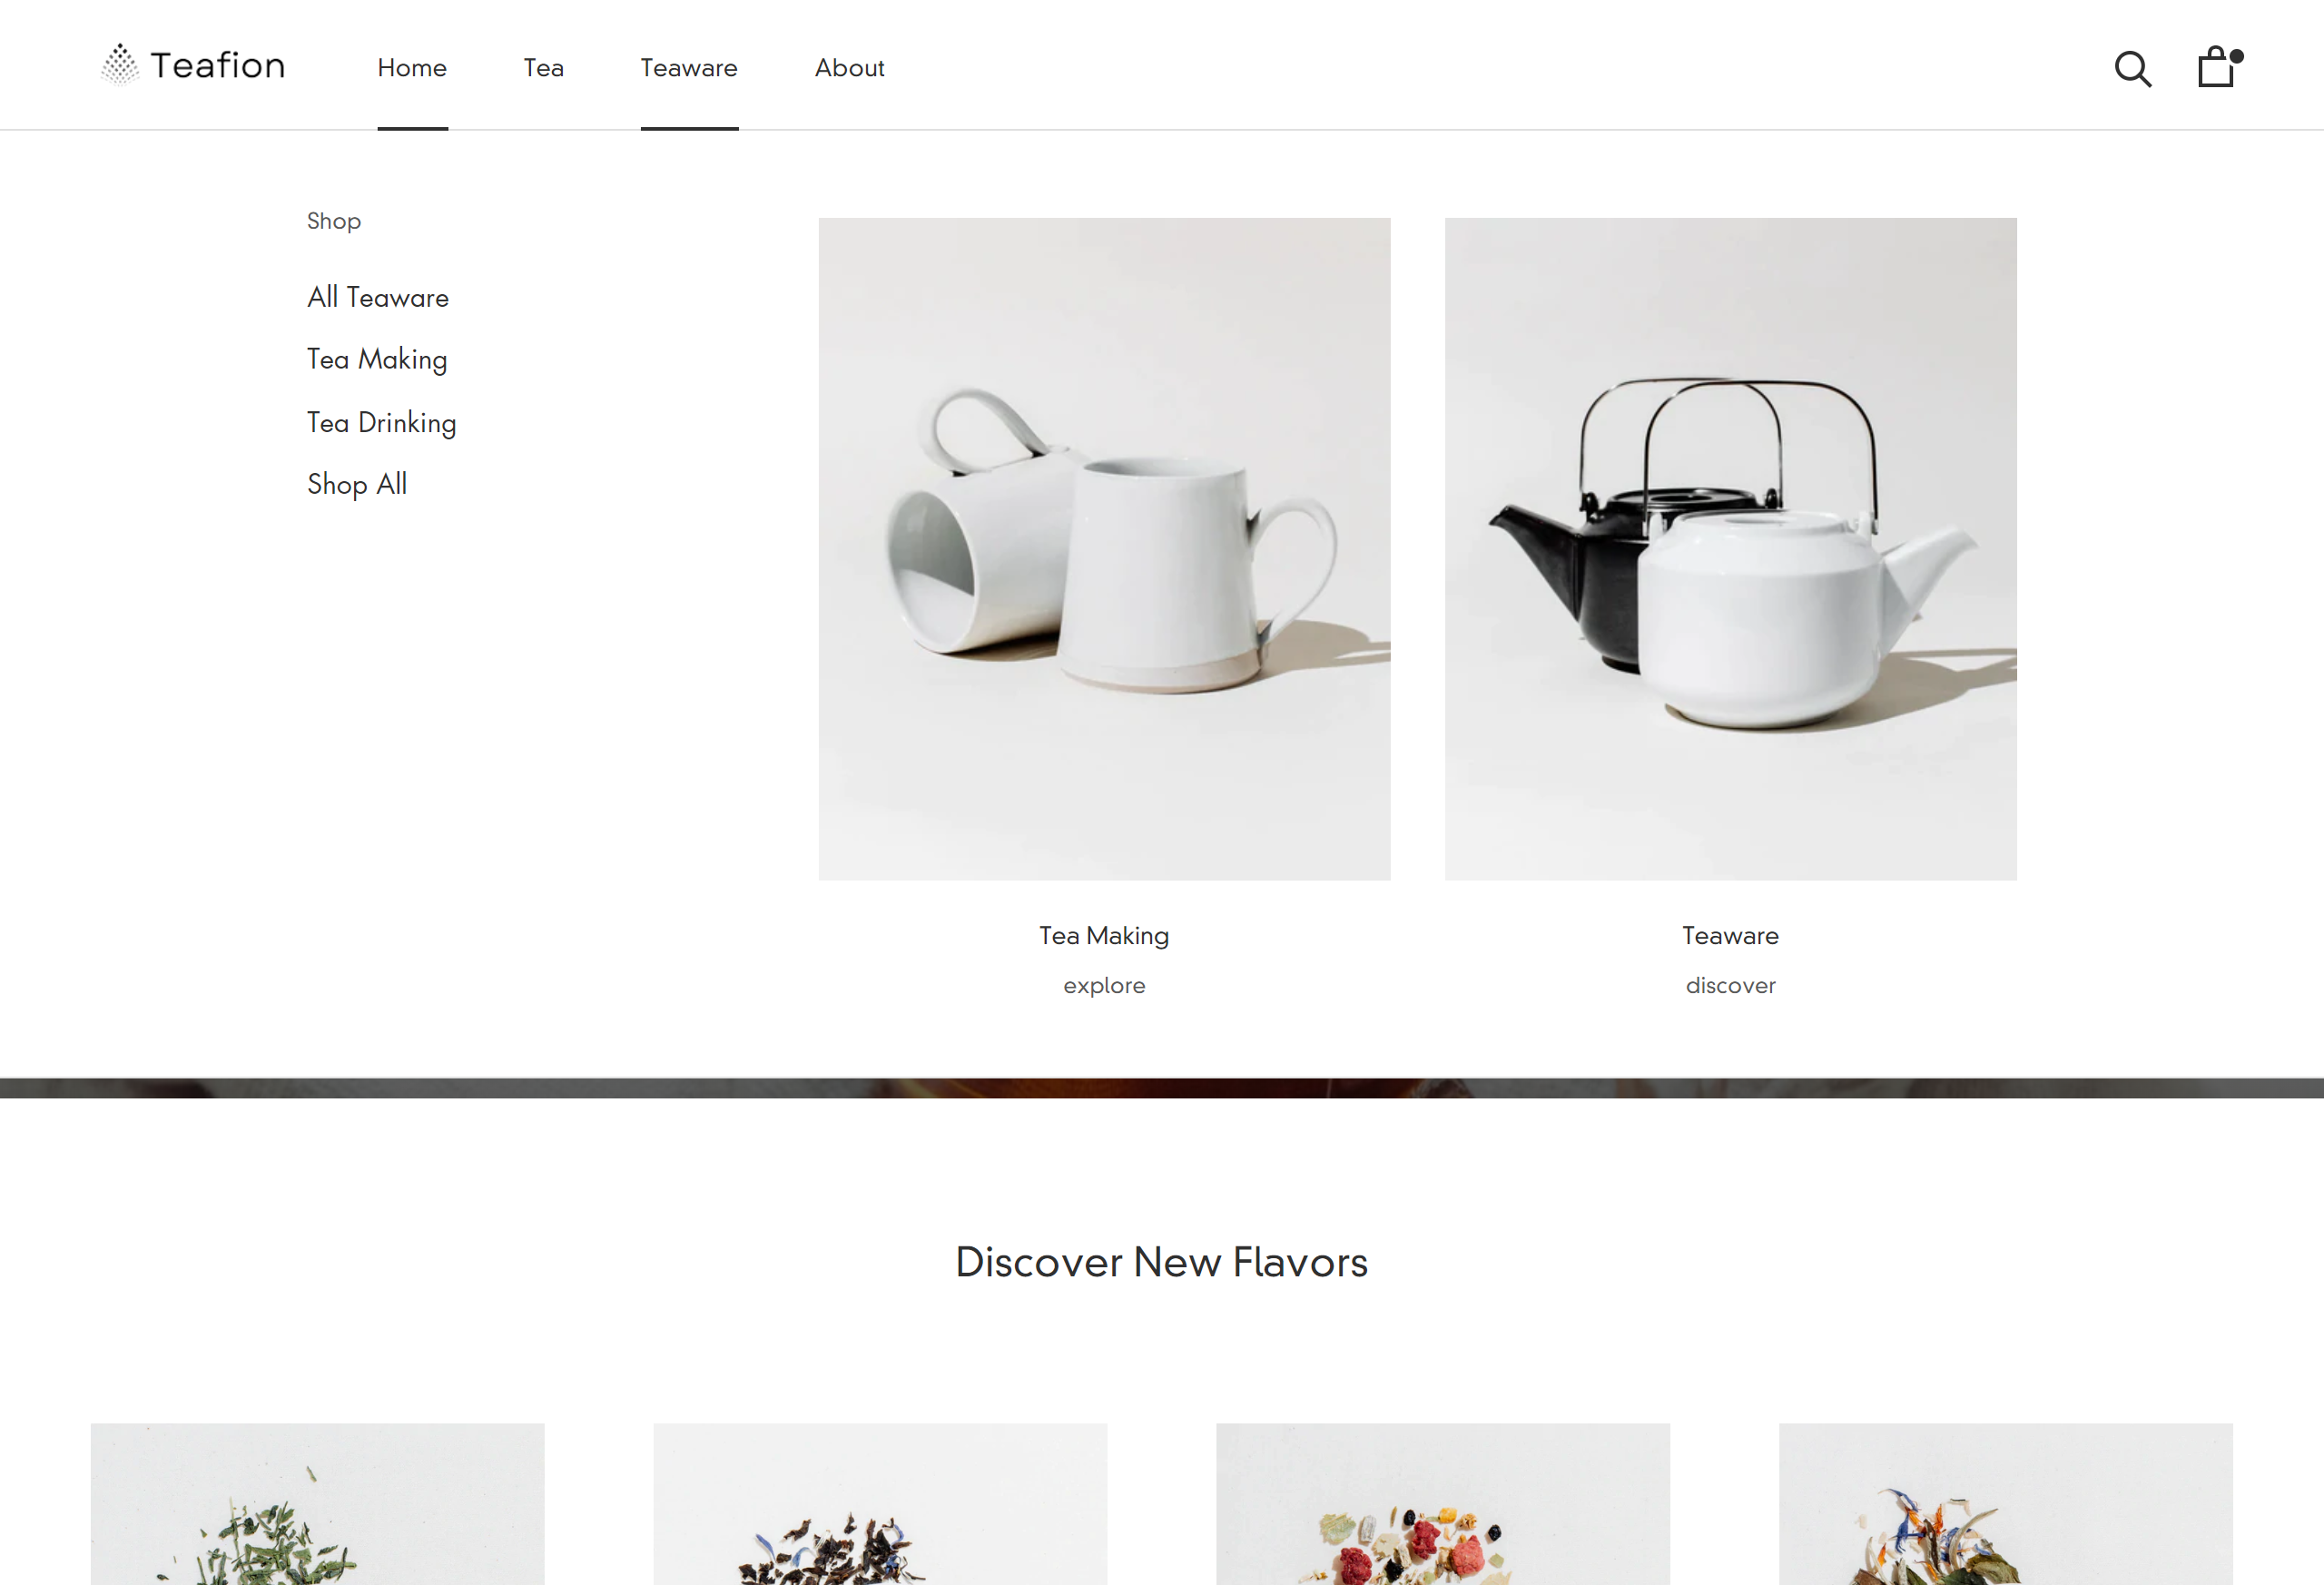 Teafion
Home
Tea
Teaware
About
Shop
All Teaware
Tea Making
Tea Drinking
Shop All
Tea Making
explore
Teaware
discover
Discover New Flavors